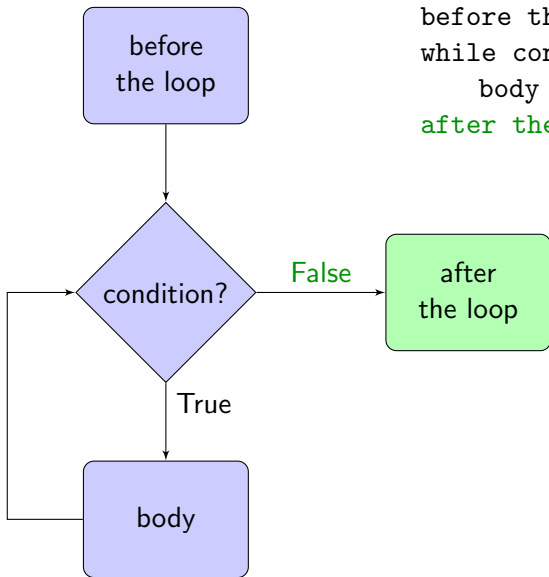 before
the loop
before th
while con
body
after the
condition?
False
after
the loop
True
body